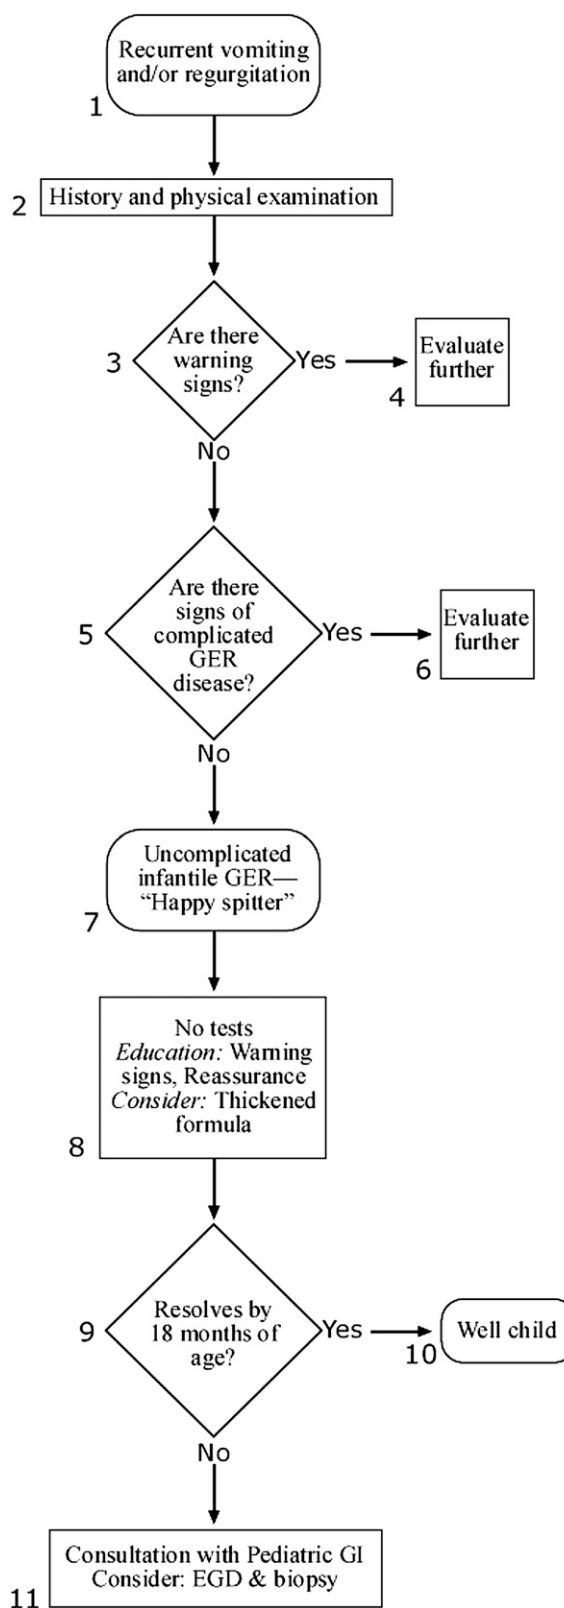 Recurrent vomiting
and/or regurgitation
1
History and physical examination
2
Are there
warning
signs?
3
Yes
Evaluate
further
4
No
Are there
signs of
complicated
GER
disease?
5
Yes
Evaluate
further
6
No
Uncomplicated
infantile GER—
“Happy spitter”
7
No tests
Education: Warning
signs, Reassurance
Consider: Thickened
formula
8
Resolves by
18 months of
age?
9
Yes
Well child
10
No
Consultation with Pediatric GI
Consider: EGD & biopsy
11